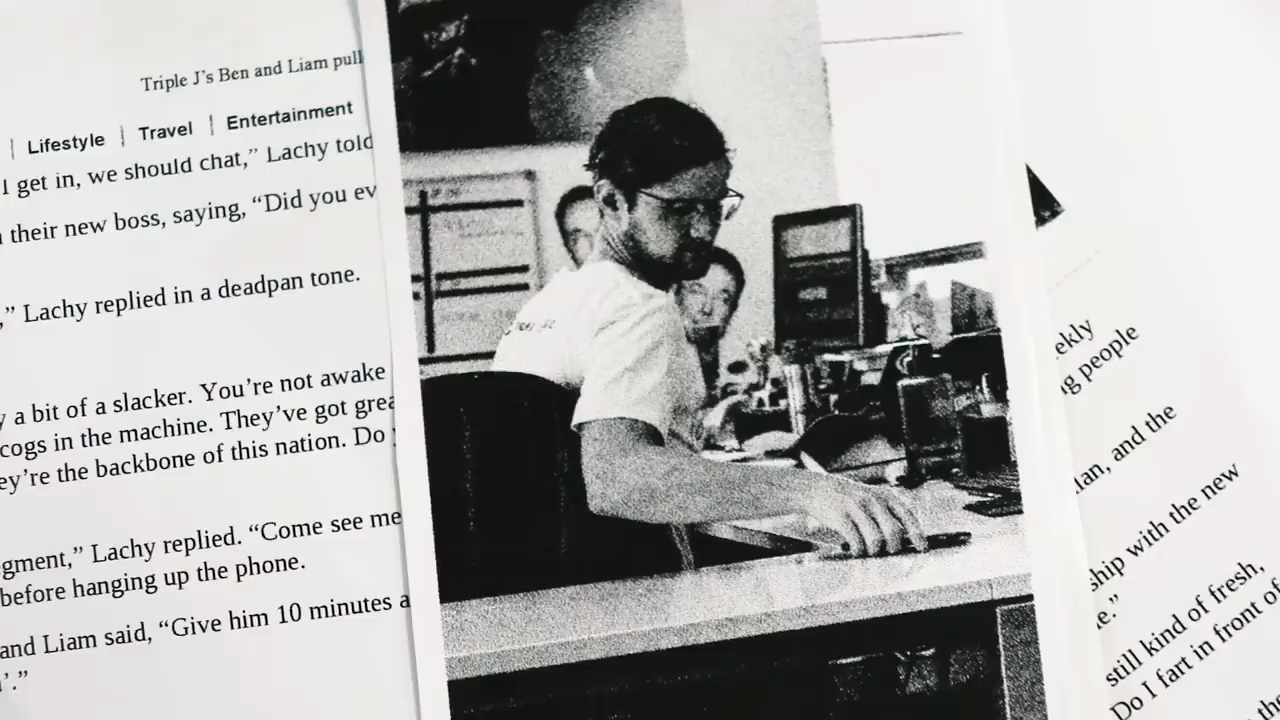 Triple J’s Ben and Liam pull
| Lifestyle | Travel | Entertainment
I get in, we should chat,” Lachy told
their new boss, saying, “Did you ev
,” Lachy replied in a deadpan tone.
a bit of a slacker. You’re not awake
cogs in the machine. They’ve got grea
ey’re the backbone of this nation. Do
gment,” Lachy replied. “Come see me
before hanging up the phone.
and Liam said, “Give him 10 minutes a
’.”
ekly
g people
an, and the
ship with the new
e.”
still kind of fresh,
Do I fart in front of
the